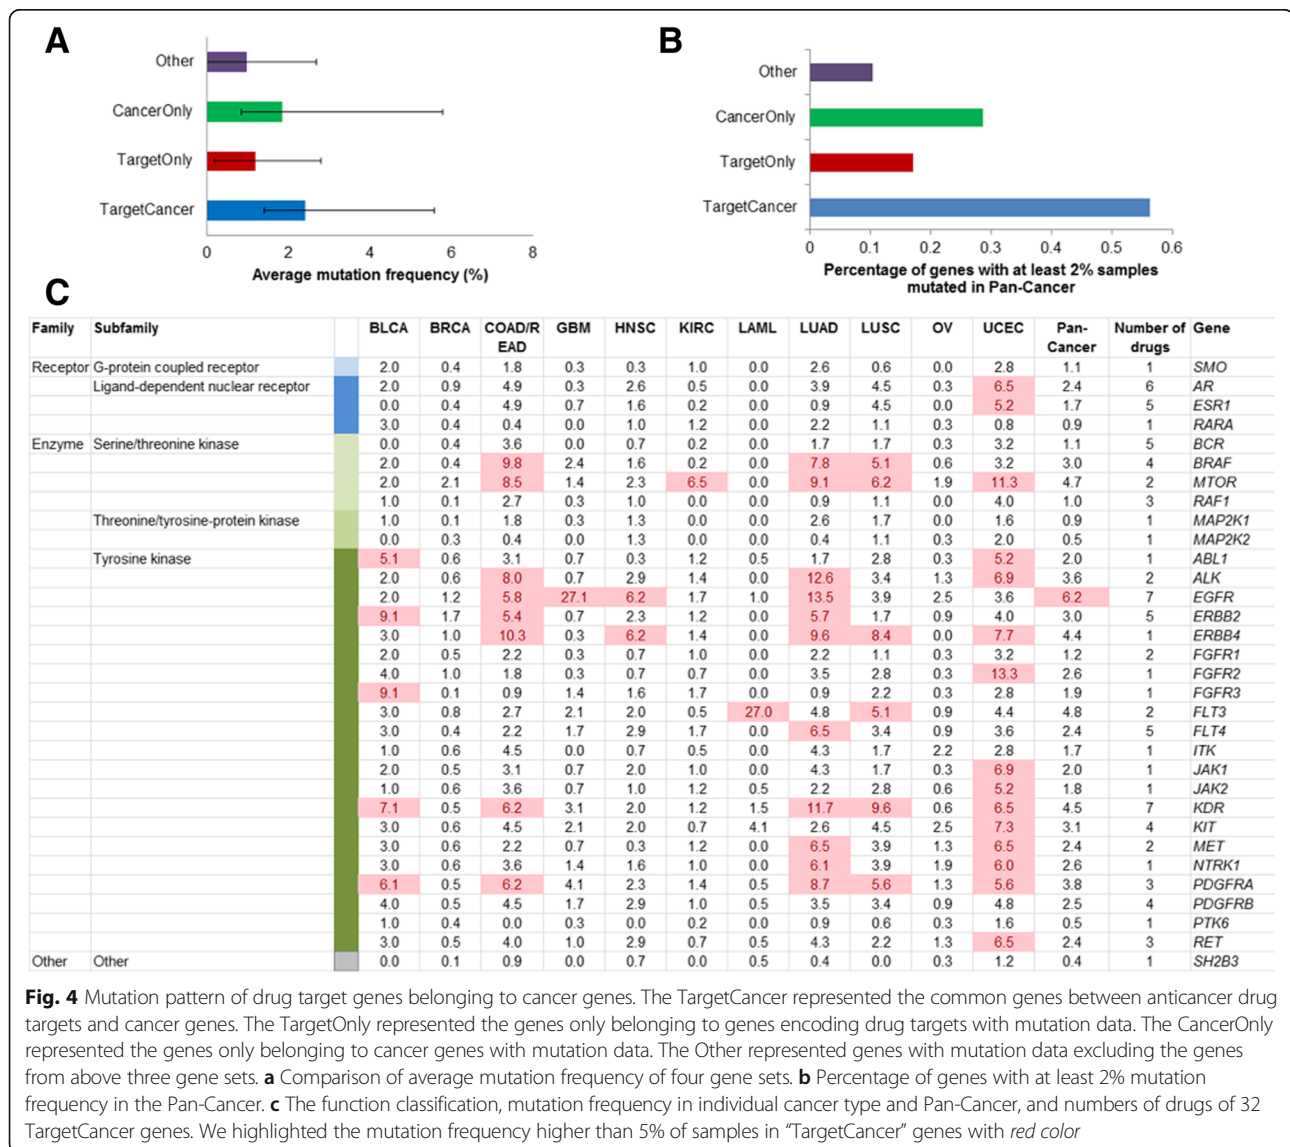 A
Other
CancerOnly
TargetOnly
TargetCancer
0 2 4 6 8
Average mutation frequency (%)
B
Other
CancerOnly
TargetOnly
TargetCancer
0 0.1 0.2 0.3 0.4 0.5 0.6
Percentage of genes with at least 2% samples
mutated in Pan-Cancer
C
Family Subfamily BLCA BRCA COAD/R EAD GBM HNSC KIRC LAML LUAD LUSC OV UCEC Pan-Cancer Number of drugs Gene
Receptor G-protein coupled receptor 2.0 0.4 1.8 0.3 0.3 1.0 0.0 2.6 0.6 0.0 2.8 1.1 1 SMO
Ligand-dependent nuclear receptor 2.0 0.9 4.9 0.3 2.6 0.5 0.0 3.9 4.5 0.3 6.5 2.4 6 AR
0.0 0.4 4.9 0.7 1.6 0.2 0.0 0.9 4.5 0.0 5.2 1.7 5 ESR1
3.0 0.4 0.4 0.0 1.0 1.2 0.0 2.2 1.1 0.3 0.8 0.9 1 RARA
Enzyme Serine/threonine kinase 0.0 0.4 3.6 0.0 0.7 0.2 0.0 1.7 1.7 0.3 3.2 1.1 5 BCR
2.0 0.4 9.8 2.4 1.6 0.2 0.0 7.8 5.1 0.6 3.2 3.0 4 BRAF
2.0 2.1 8.5 1.4 2.3 6.5 0.0 9.1 6.2 1.9 11.3 4.7 2 MTOR
1.0 0.1 2.7 0.3 1.0 0.0 0.0 0.9 1.1 0.0 4.0 1.0 3 RAF1
Threonine/tyrosine-protein kinase 1.0 0.1 1.8 0.3 1.3 0.0 0.0 2.6 1.7 0.0 1.6 0.9 1 MAP2K1
0.0 0.3 0.4 0.0 1.3 0.0 0.0 0.4 1.1 0.3 2.0 0.5 1 MAP2K2
Tyrosine kinase 5.1 0.6 3.1 0.7 0.3 1.2 0.5 1.7 2.8 0.3 5.2 2.0 1 ABL1
2.0 0.6 8.0 0.7 2.9 1.4 0.0 12.6 3.4 1.3 6.9 3.6 2 ALK
2.0 1.2 5.8 27.1 6.2 1.7 1.0 13.5 3.9 2.5 3.6 6.2 7 EGFR
9.1 1.7 5.4 0.7 2.3 1.2 0.0 5.7 1.7 0.9 4.0 3.0 5 ERBB2
3.0 1.0 10.3 0.3 6.2 1.4 0.0 9.6 8.4 0.0 7.7 4.4 1 ERBB4
2.0 0.5 2.2 0.3 0.7 1.0 0.0 2.2 1.1 0.3 3.2 1.2 2 FGFR1
4.0 1.0 1.8 0.3 0.7 0.7 0.0 3.5 2.8 0.3 13.3 2.6 1 FGFR2
9.1 0.1 0.9 1.4 1.6 1.7 0.0 0.9 2.2 0.3 2.8 1.9 1 FGFR3
3.0 0.8 2.7 2.1 2.0 0.5 27.0 4.8 5.1 0.9 4.4 4.8 2 FLT3
3.0 0.4 2.2 1.7 2.9 1.7 0.0 6.5 3.4 0.9 3.6 2.4 5 FLT4
1.0 0.6 4.5 0.0 0.7 0.5 0.0 4.3 1.7 2.2 2.8 1.7 1 ITK
2.0 0.5 3.1 0.7 2.0 1.0 0.0 4.3 1.7 0.3 6.9 2.0 1 JAK1
1.0 0.6 3.6 0.7 1.0 1.2 0.5 2.2 2.8 0.6 5.2 1.8 1 JAK2
7.1 0.5 6.2 3.1 2.0 1.2 1.5 11.7 9.6 0.6 6.5 4.5 7 KDR
3.0 0.6 4.5 2.1 2.0 0.7 4.1 2.6 4.5 2.5 7.3 3.1 4 KIT
3.0 0.6 2.2 0.7 0.3 1.2 0.0 6.5 3.9 1.3 6.5 2.4 2 MET
3.0 0.6 3.6 1.4 1.6 1.0 0.0 6.1 3.9 1.9 6.0 2.6 1 NTRK1
6.1 0.5 6.2 4.1 2.3 1.4 0.5 8.7 5.6 1.3 5.6 3.8 3 PDGFRA
4.0 0.5 4.5 1.7 2.9 1.0 0.5 3.5 3.4 0.9 4.8 2.5 4 PDGFRB
1.0 0.4 0.0 0.3 0.0 0.2 0.0 0.9 0.6 0.3 1.6 0.5 1 PTK6
3.0 0.5 4.0 1.0 2.9 0.7 0.5 4.3 2.2 1.3 6.5 2.4 3 RET
Other Other 0.0 0.1 0.9 0.0 0.7 0.0 0.5 0.4 0.0 0.3 1.2 0.4 1 SH2B3
Fig. 4 Mutation pattern of drug target genes belonging to cancer genes. The TargetCancer represented the common genes between anticancer drug
targets and cancer genes. The TargetOnly represented the genes only belonging to genes encoding drug targets with mutation data. The CancerOnly
represented the genes only belonging to cancer genes with mutation data. The Other represented genes with mutation data excluding the genes
from above three gene sets. a Comparison of average mutation frequency of four gene sets. b Percentage of genes with at least 2% mutation
frequency in the Pan-Cancer. c The function classification, mutation frequency in individual cancer type and Pan-Cancer, and numbers of drugs of 32
TargetCancer genes. We highlighted the mutation frequency higher than 5% of samples in "TargetCancer" genes with red color